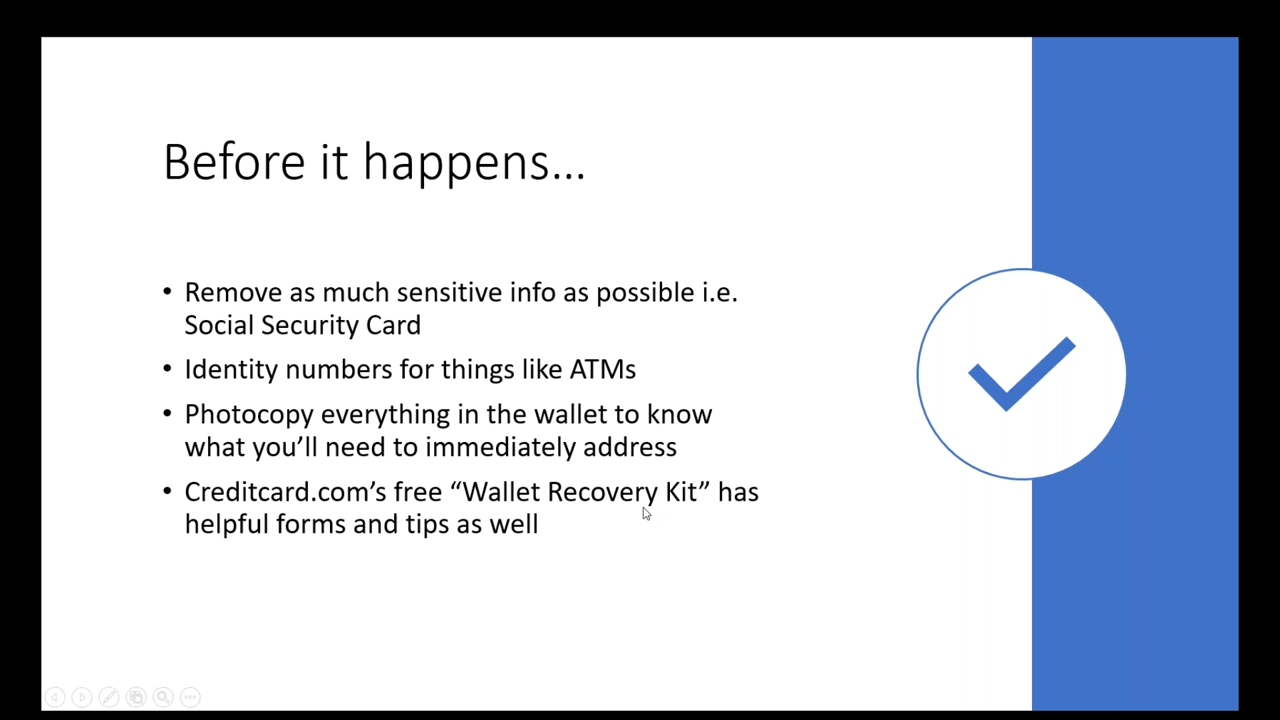 Before it happens...
• Remove as much sensitive info as possible i.e.
Social Security Card
• Identity numbers for things like ATMs
• Photocopy everything in the wallet to know
what you’ll need to immediately address
• Creditcard.com’s free “Wallet Recovery Kit” has
helpful forms and tips as well